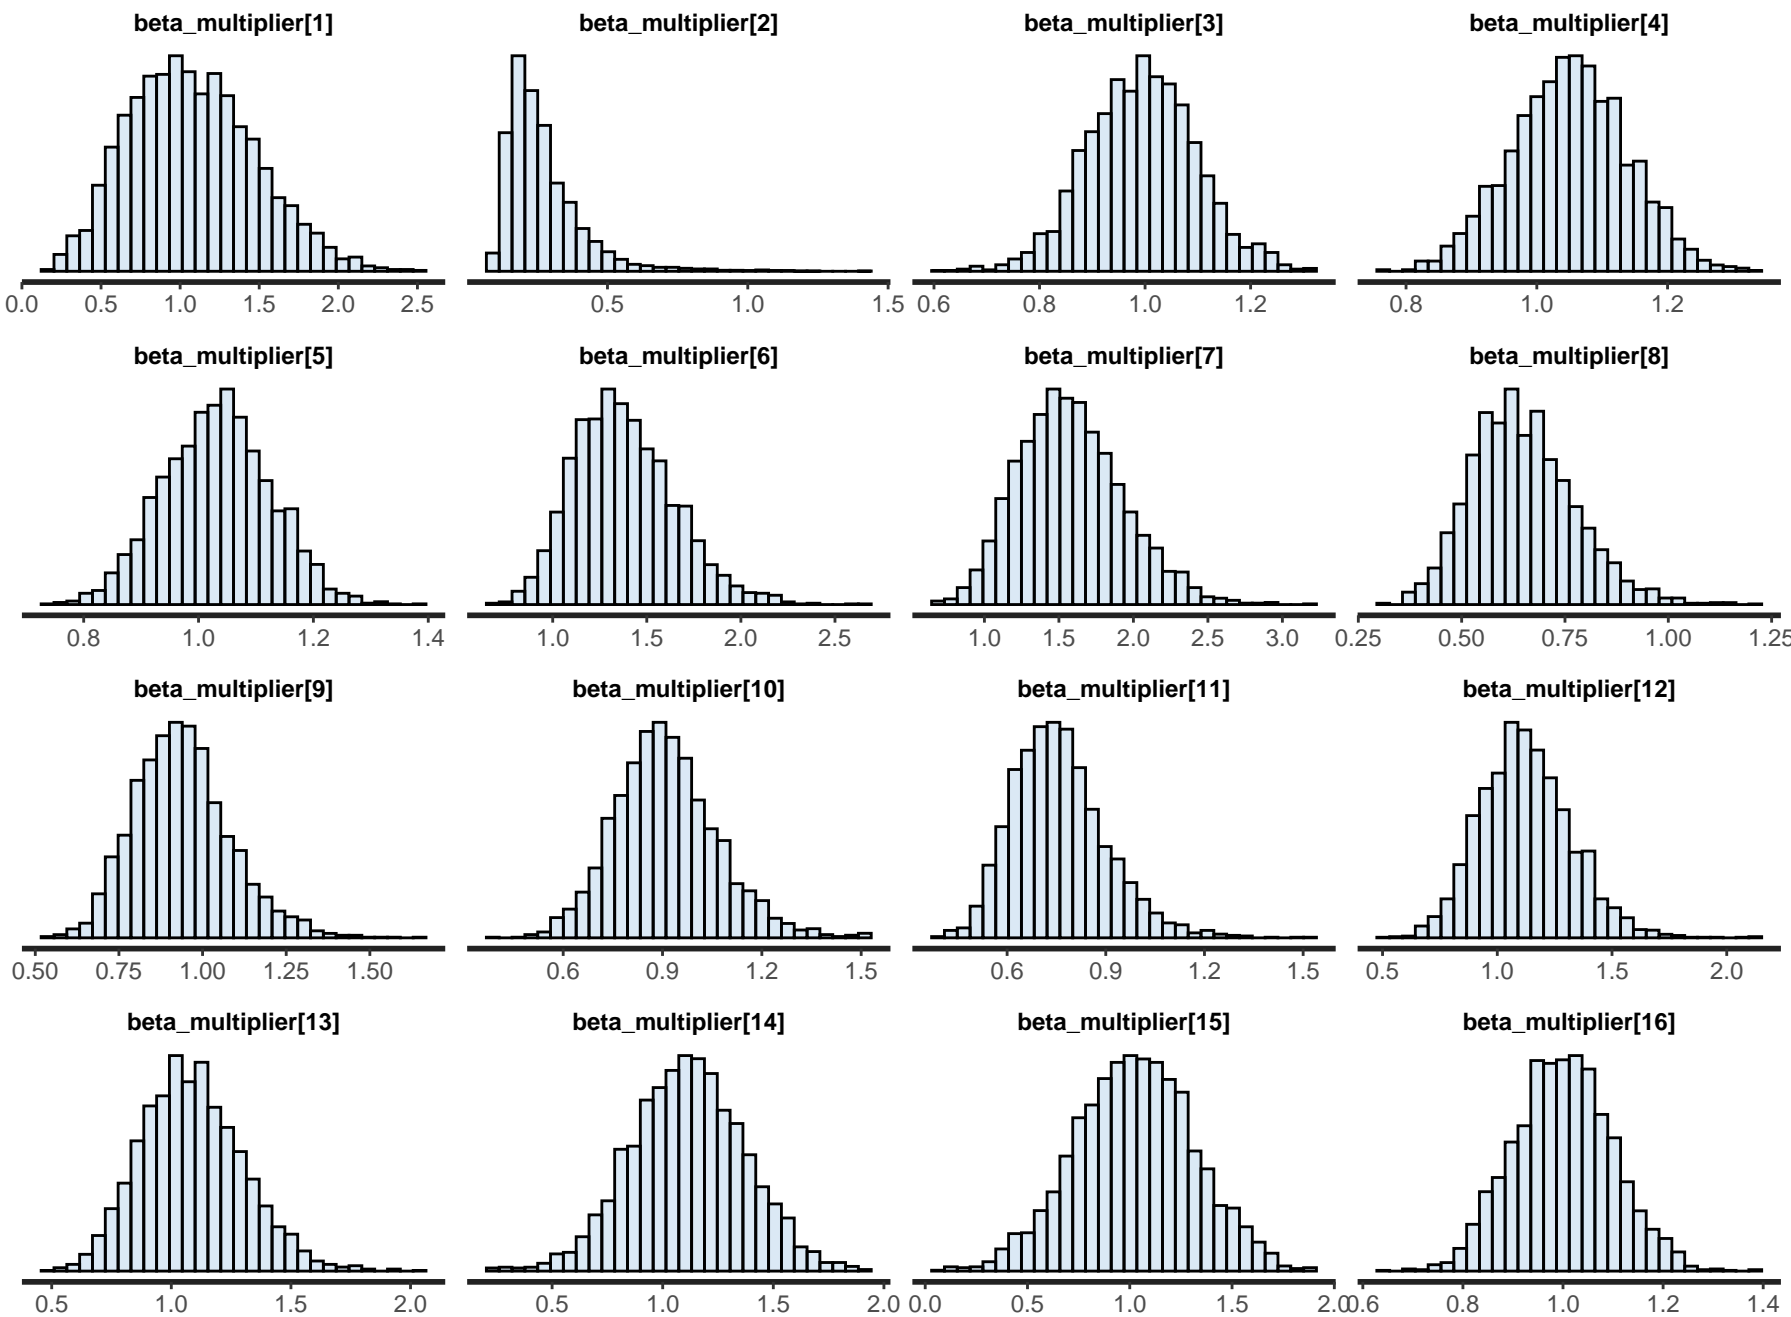 beta_multiplier[1] beta_multiplier[2] beta_multiplier[3] beta_multiplier[4]
0.0 0.5 1.0 1.5 2.0 2.5 0.5 1.0 1.5 0.6 0.8 1.0 1.2 0.8 1.0 1.2
beta_multiplier[5] beta_multiplier[6] beta_multiplier[7] beta_multiplier[8]
0.8 1.0 1.2 1.4 1.0 1.5 2.0 2.5 1.0 1.5 2.0 2.5 3.0 0.25 0.50 0.75 1.00 1.25
beta_multiplier[9] beta_multiplier[10] beta_multiplier[11] beta_multiplier[12]
0.50 0.75 1.00 1.25 1.50 0.6 0.9 1.2 1.5 0.6 0.9 1.2 1.5 0.5 1.0 1.5 2.0
beta_multiplier[13] beta_multiplier[14] beta_multiplier[15] beta_multiplier[16]
0.5 1.0 1.5 2.0 0.5 1.0 1.5 2.0 0.0 0.5 1.0 1.5 2.0 0.6 0.8 1.0 1.2 1.4